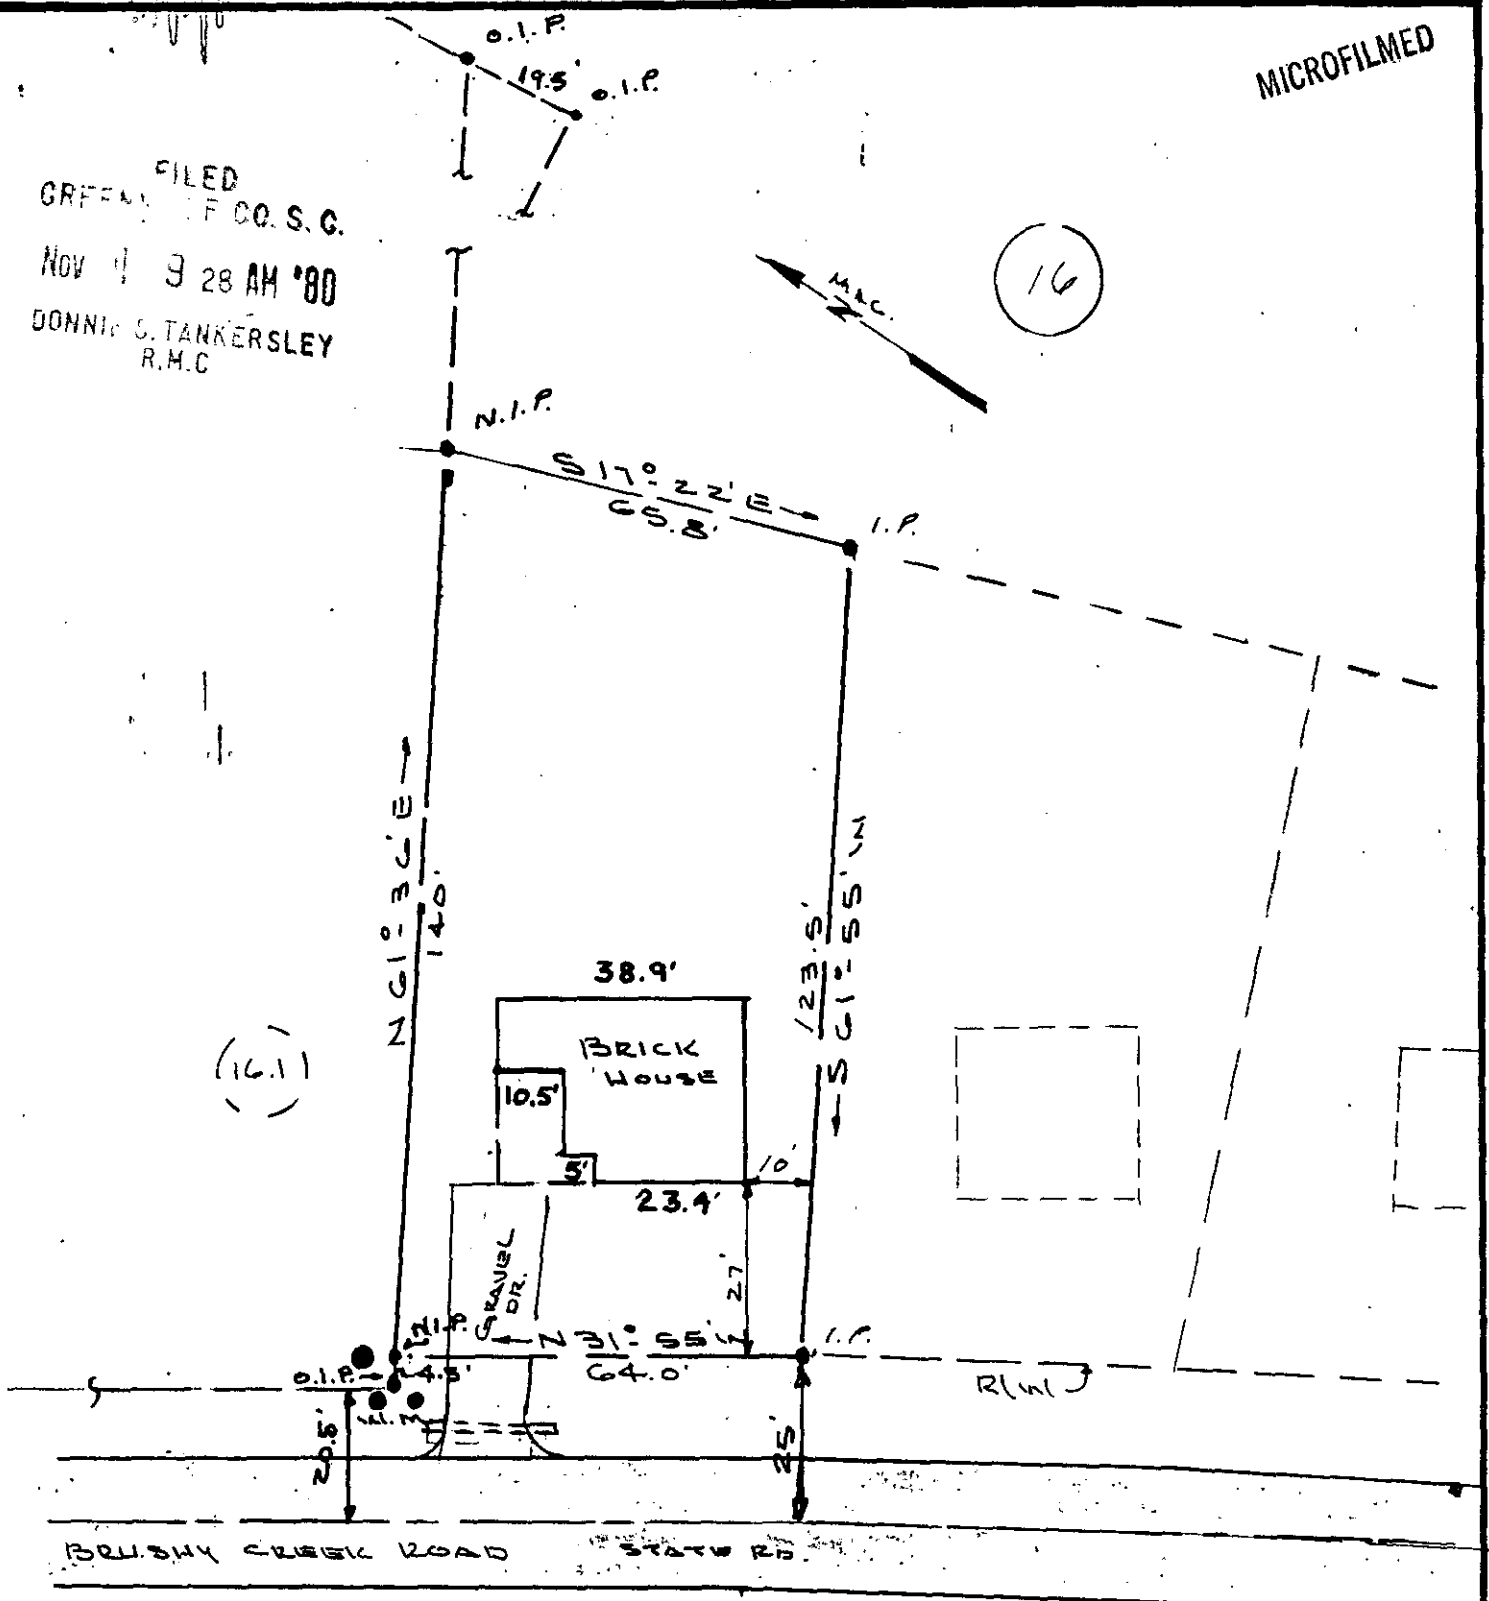 O.I.P.
19.5'
O.I.P.
MICROFILMED
FILED
CO. S. C.
NOV 9 28 AM '80
TANKERSLEY
R.M.C
MAG.
N
16
N.I.P.
S 17° 22' E
65.8'
I.P.
N 61° 36' E
140'
123.5'
S 61° 55' W
38.9'
BRICK
HOUSE
10.5'
5'
10'
23.4'
27'
16.1
GRAVEL
DR.
N.I.P.
N 31° 55' W
64.0'
I.P.
O.I.P.
4.5'
R/W
W.M.
20.5'
25'
BRUSHY CREEK ROAD STATE RD.